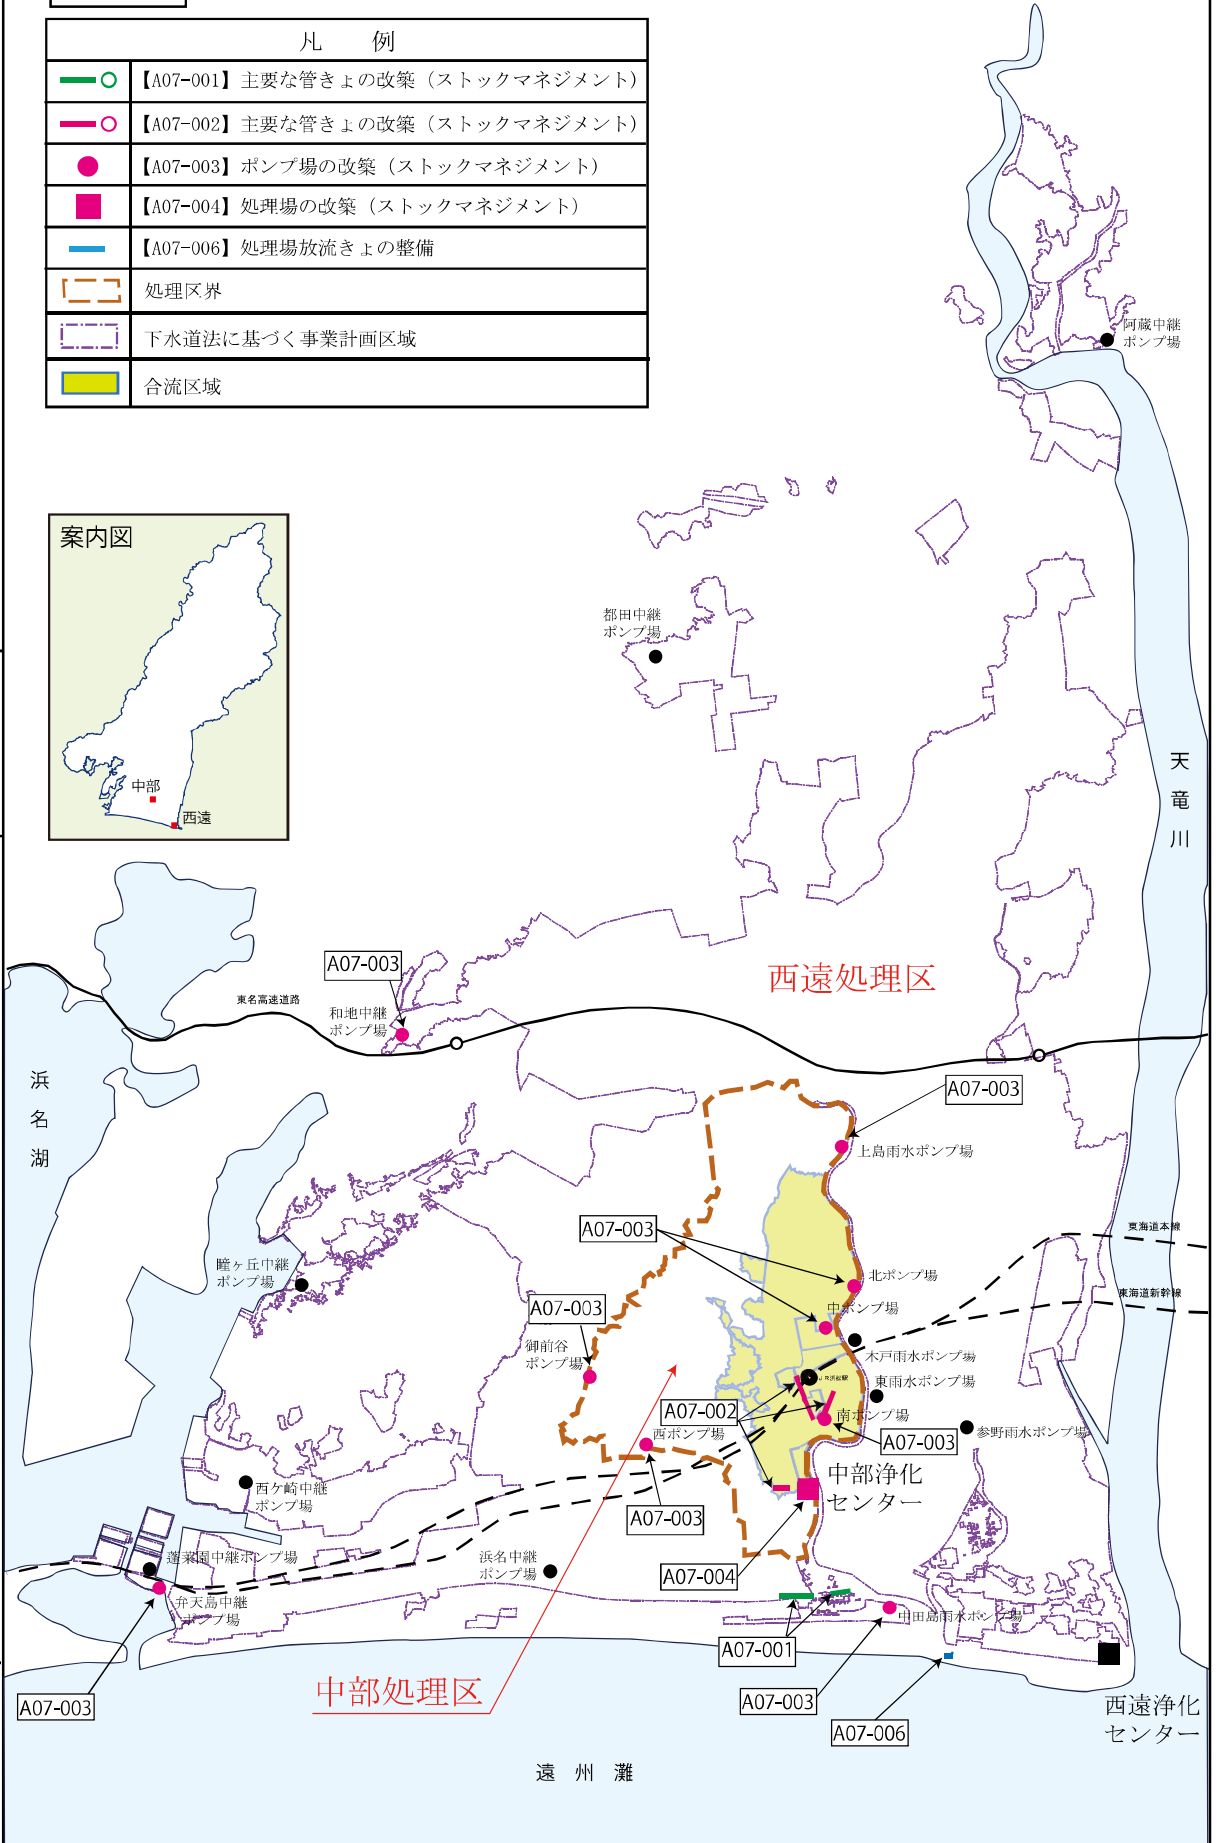 凡 例
【A07-001】主要な管きょの改築（ストックマネジメント）
【A07-002】主要な管きょの改築（ストックマネジメント）
【A07-003】ポンプ場の改築（ストックマネジメント）
【A07-004】処理場の改築（ストックマネジメント）
【A07-006】処理場放流きょの整備
処理区界
下水道法に基づく事業計画区域
合流区域
阿蔵中継
ポンプ場
案内図
中部
西遠
都田中継
ポンプ場
天竜川
A07-003
西遠処理区
東名高速道路
和地中継
ポンプ場
浜名湖
A07-003
上島雨水ポンプ場
A07-003
東海道本線
瞳ヶ丘中継
ポンプ場
北ポンプ場
東海道新幹線
A07-003
中ポンプ場
御前谷
ポンプ場
木戸雨水ポンプ場
JR浜松駅
東雨水ポンプ場
A07-002
南ポンプ場
西ポンプ場
A07-003
参野雨水ポンプ場
中部浄化
センター
西ケ崎中継
ポンプ場
A07-003
蓬莱園中継ポンプ場
浜名中継
ポンプ場
A07-004
弁天島中継
ポンプ場
中田島雨水ポンプ場
A07-001
中部処理区
A07-003
A07-003
西遠浄化
センター
A07-006
遠州灘